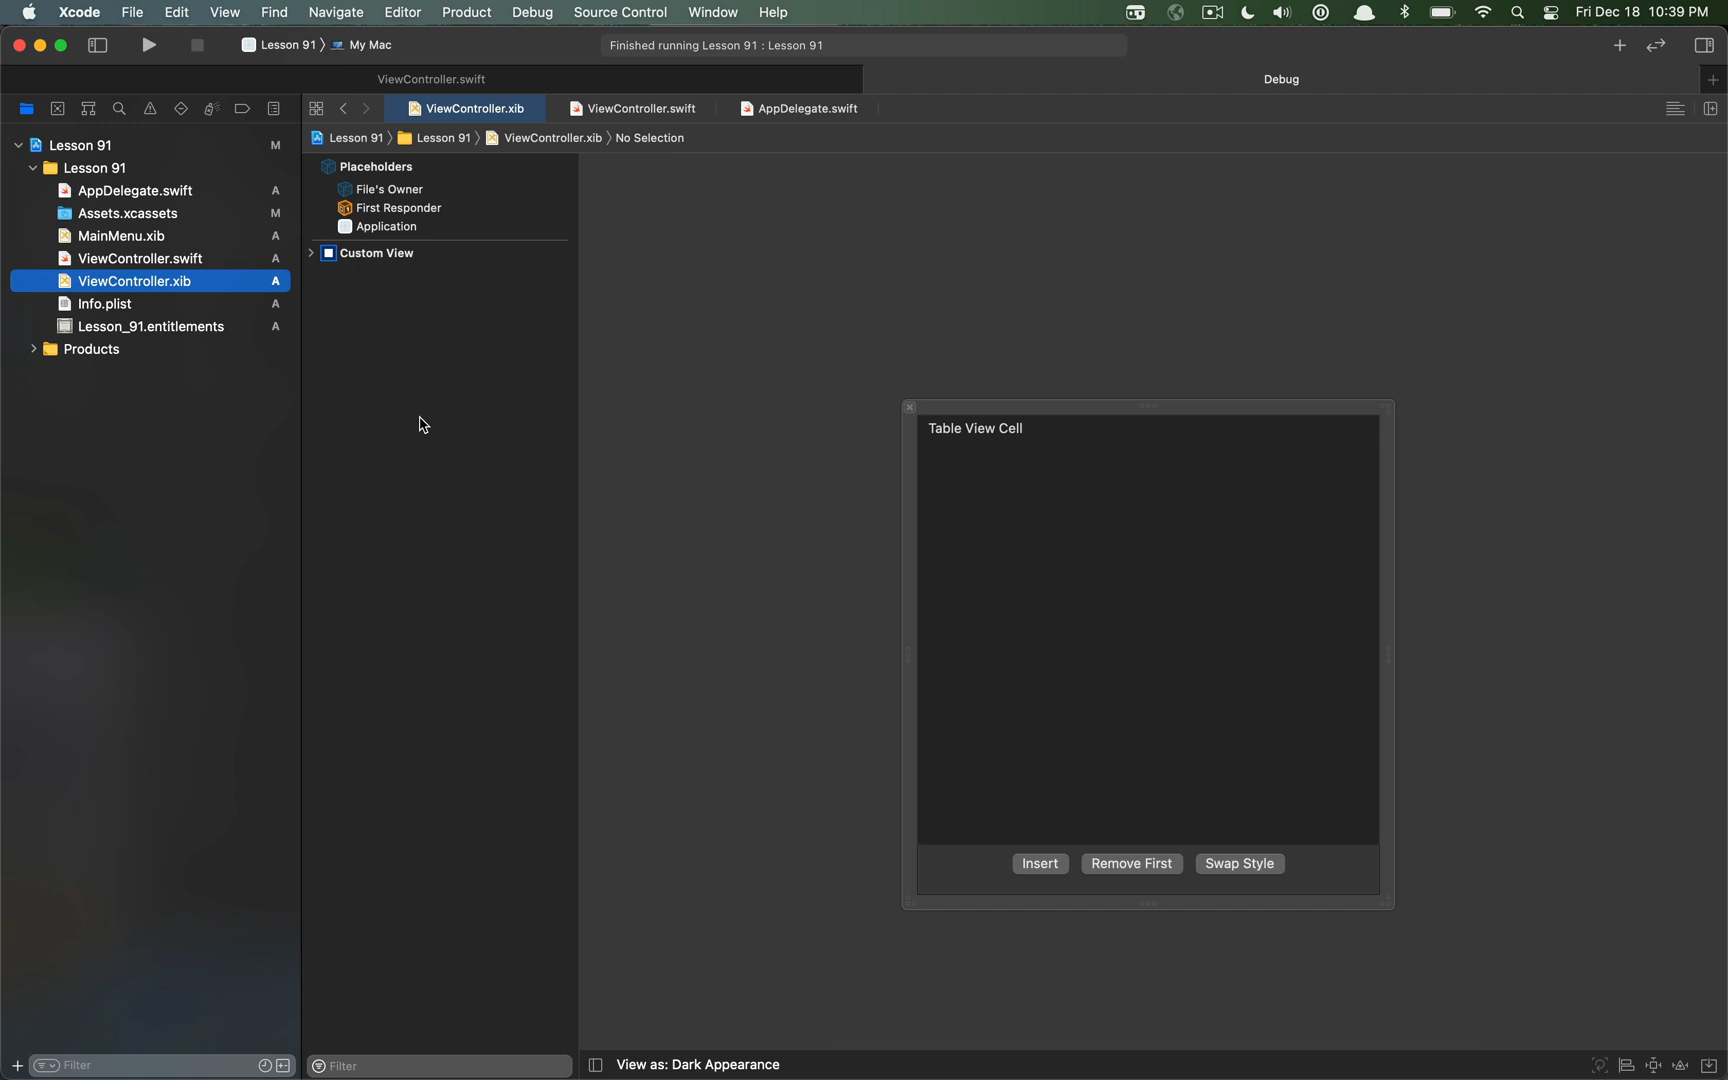 Xcode File Edit View Find Navigate Editor Product Debug Source Control Window Help Fri Dec 18 10:39 PM
Lesson 91 My Mac Finished running Lesson 91 : Lesson 91
ViewController.swift Debug
ViewController.xib ViewController.swift AppDelegate.swift
Lesson 91 Lesson 91 ViewController.xib No Selection
Lesson 91 M
Lesson 91
AppDelegate.swift A
Assets.xcassets M
MainMenu.xib A
ViewController.swift A
ViewController.xib A
Info.plist A
Lesson_91.entitlements A
Products
Placeholders
File's Owner
First Responder
Application
Custom View
Table View Cell
Insert Remove First Swap Style
Filter
Filter
View as: Dark Appearance